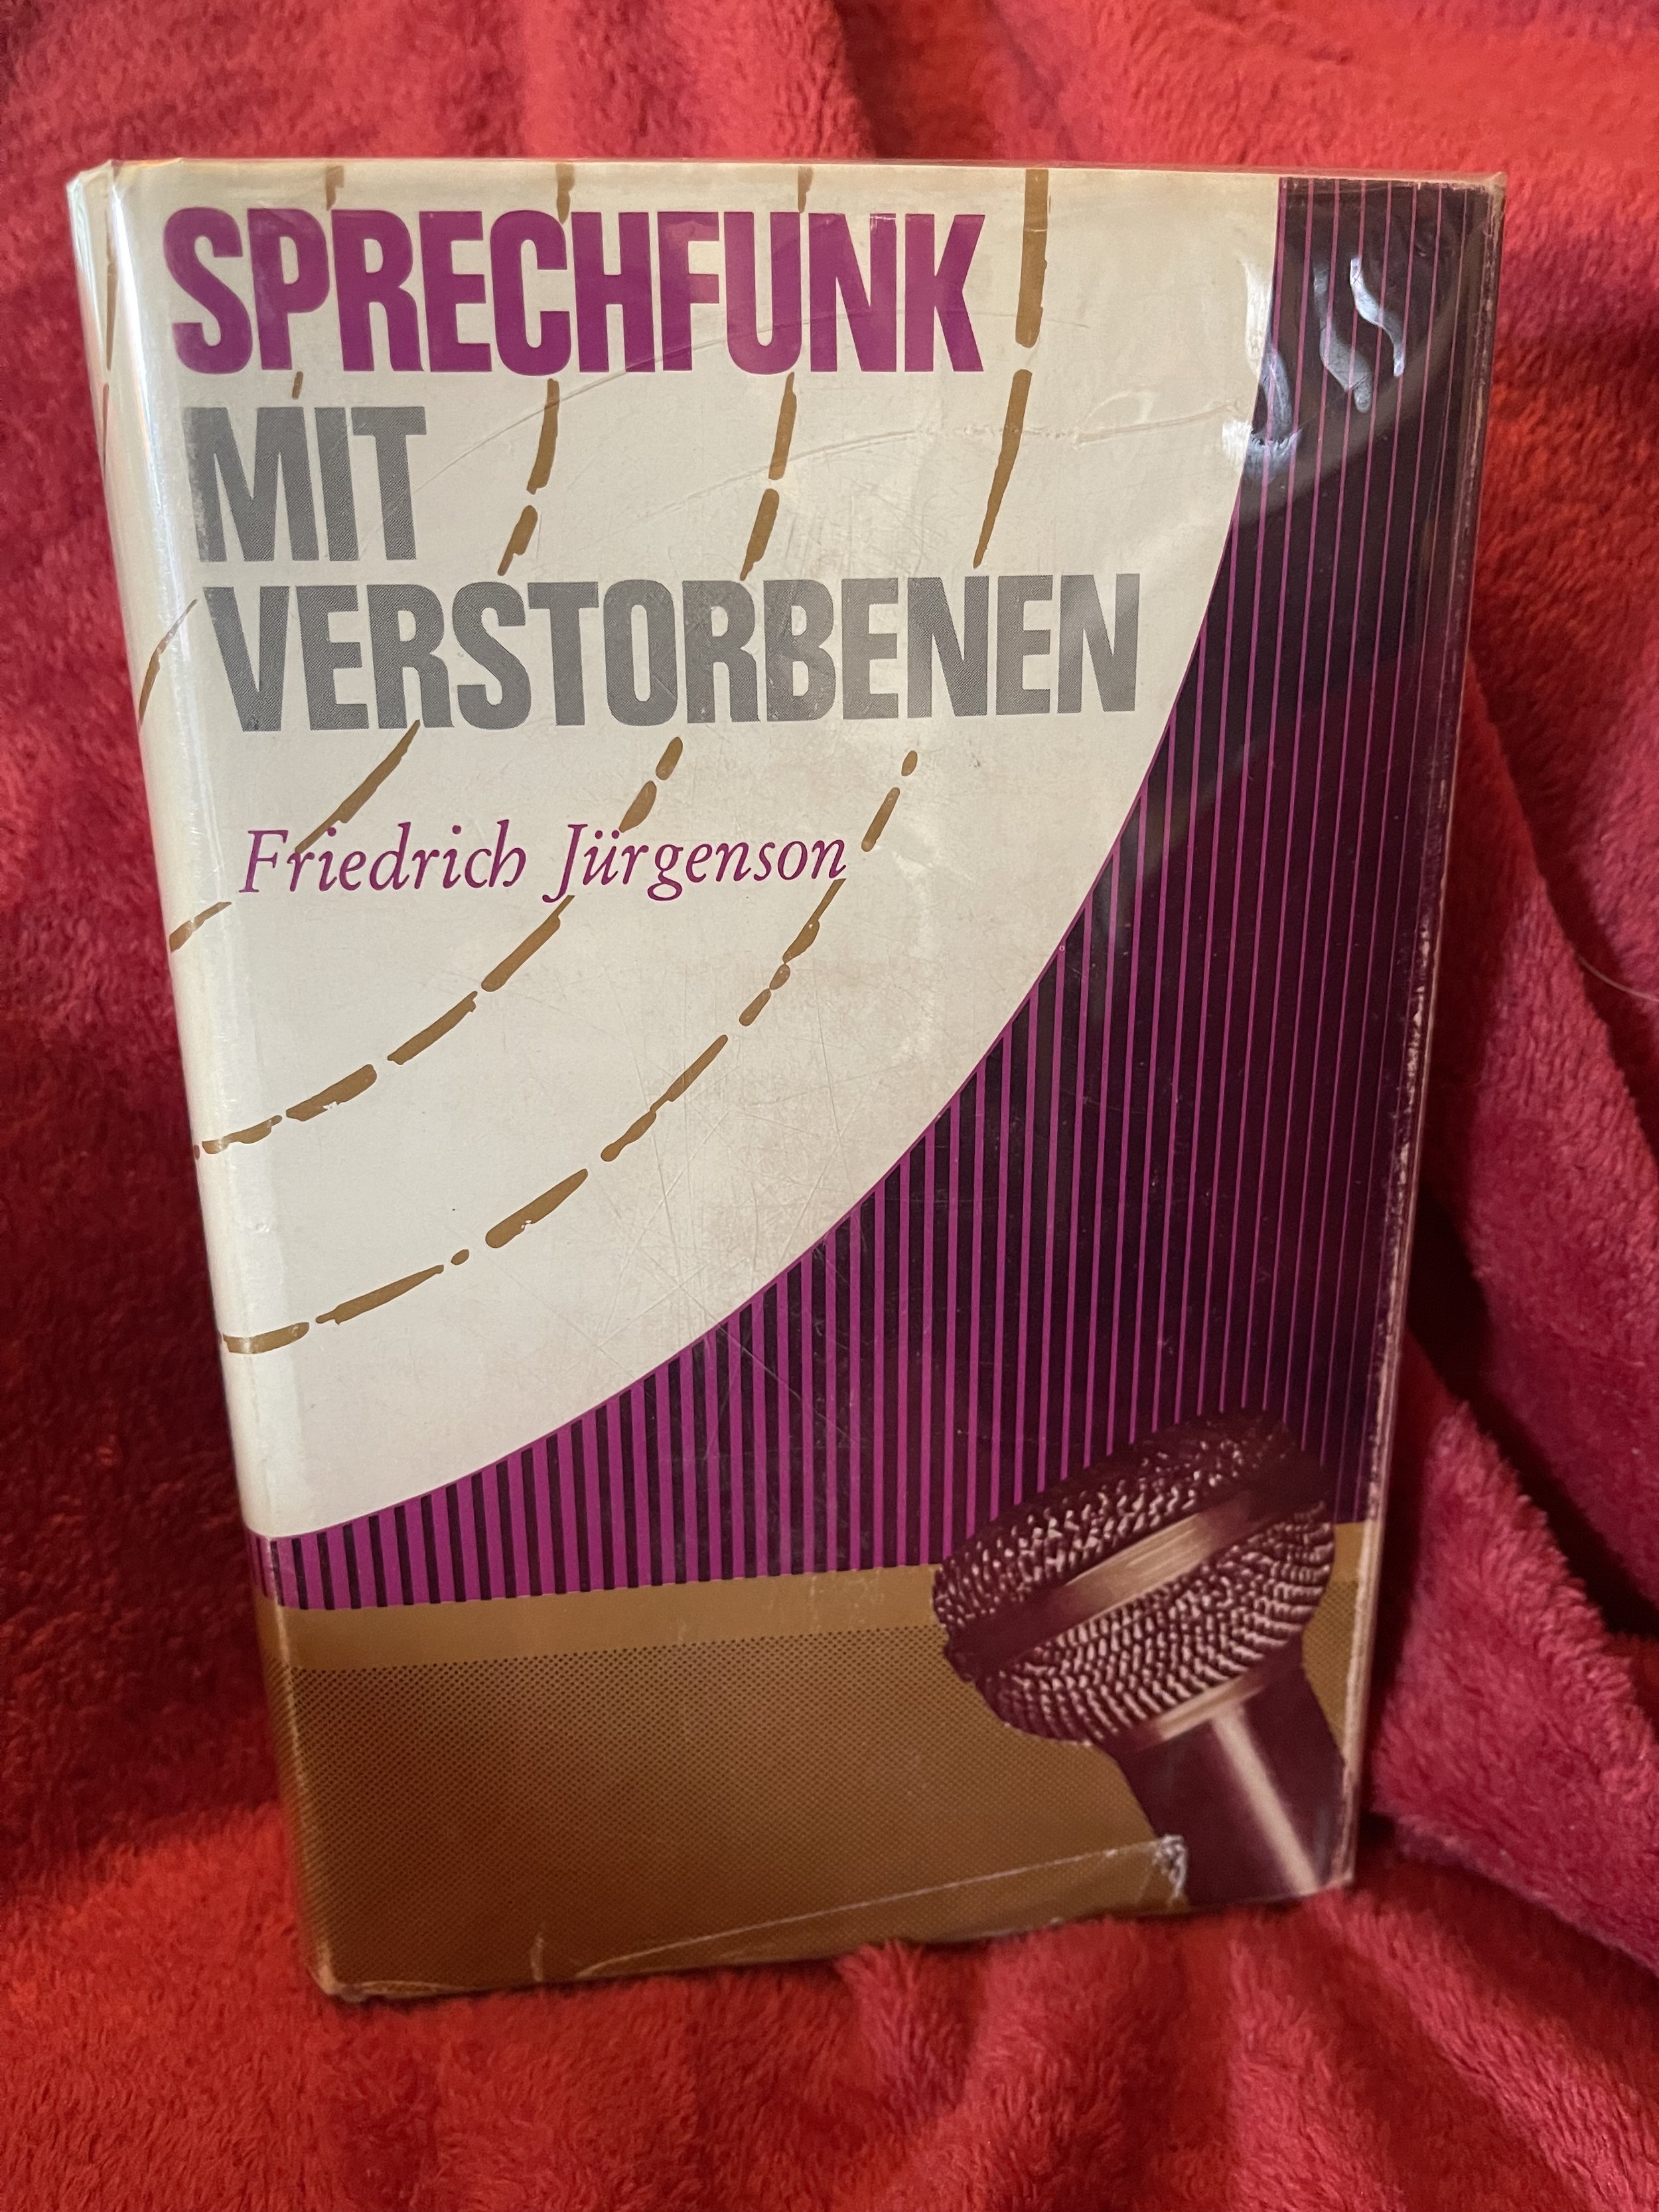 SPRECHFUNK
MIT
VERSTORBENEN
Friedrich Jürgenson